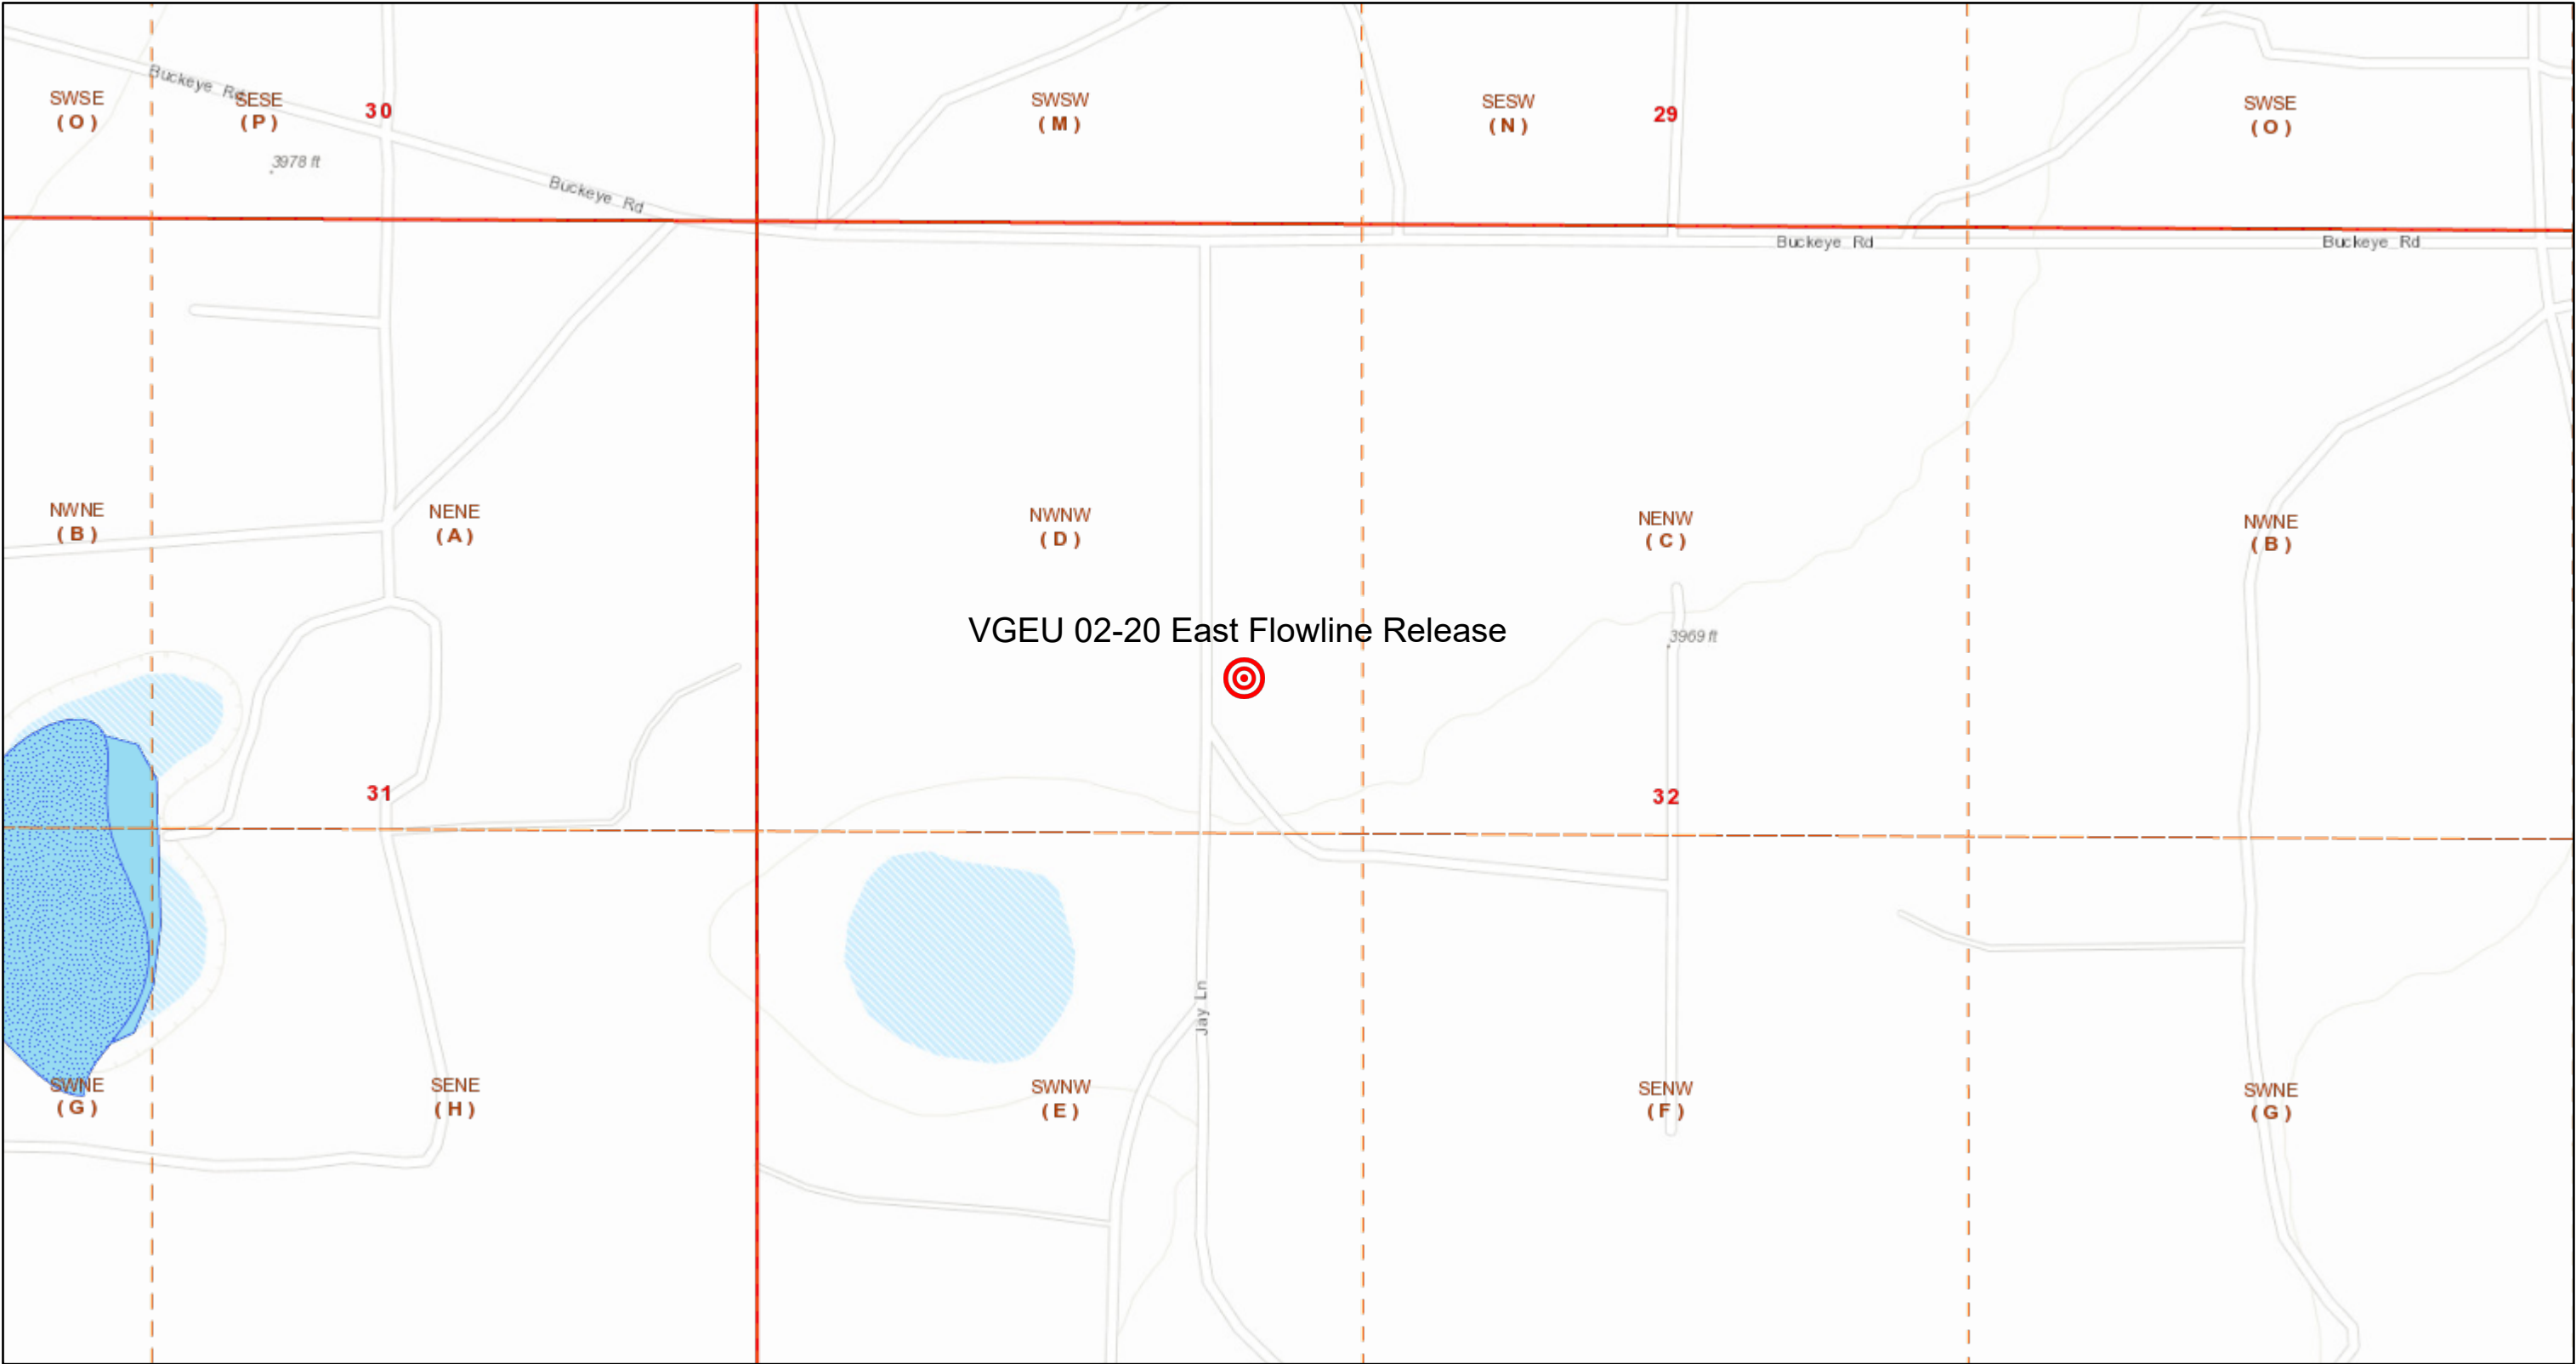 Buckeye Rd
SWSE
( O )
SESE
( P )
30
3978 ft
Buckeye Rd
SWSW
( M )
SESW
( N )
29
SWSE
( O )
Buckeye Rd
Buckeye Rd
NWNE
( B )
NENE
( A )
NWNW
( D )
NENW
( C )
NWNE
( B )
VGEU 02-20 East Flowline Release
3969 ft
31
32
Jay Ln
SWNE
( G )
SENE
( H )
SWNW
( E )
SENW
( F )
SWNE
( G )